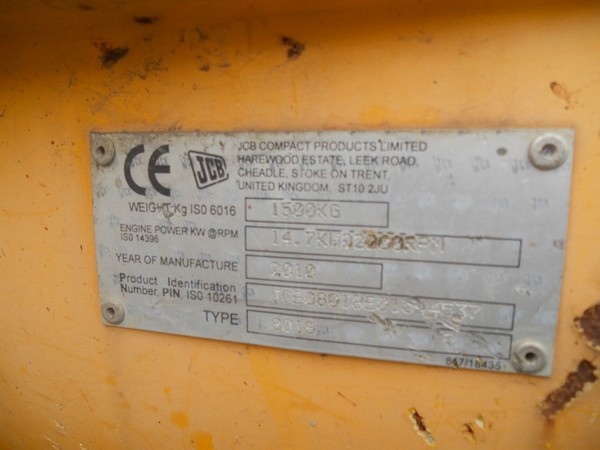 CE
JCB
JCB COMPACT PRODUCTS LIMITED
HAREWOOD ESTATE, LEEK ROAD,
CHEADLE, STOKE ON TRENT,
UNITED KINGDOM ST10 2JU
WEIGHT Kg ISO 6016 1500KG
ENGINE POWER KW @RPM
ISO 14396
YEAR OF MANUFACTURE 2010
Product Identification
Number, PIN, ISO 10261
TYPE